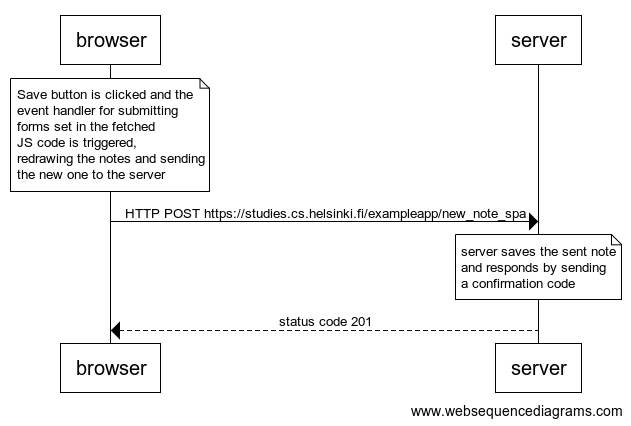 browser
server
Save button is clicked and the
event handler for submitting
forms set in the fetched
JS code is triggered,
redrawing the notes and sending
the new one to the server
HTTP POST https://studies.cs.helsinki.fi/exampleapp/new_note_spa
server saves the sent note
and responds by sending
a confirmation code
status code 201
browser
server
www.websequencediagrams.com